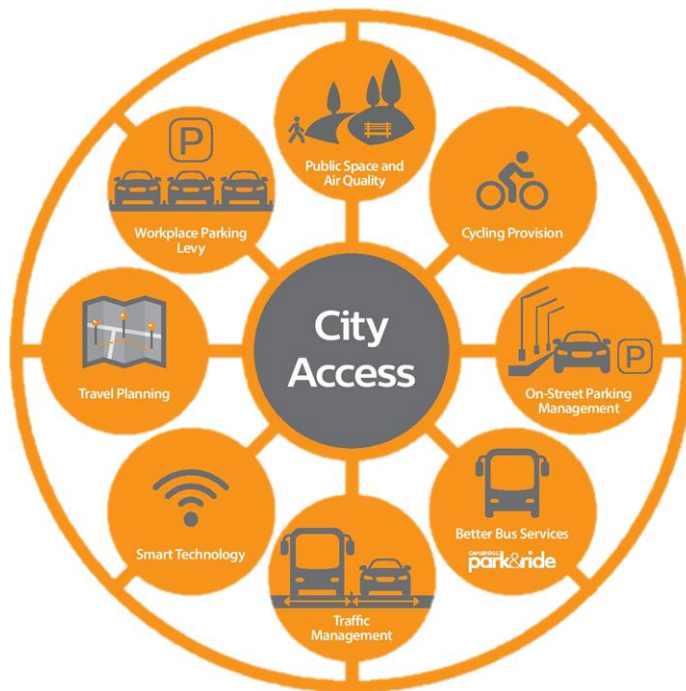 City
Access
Public Space and
Air Quality
Cycling Provision
P
On-Street Parking
Management
Better Bus Services
CAMBRIDGE
park&ride
Traffic
Management
Smart Technology
Travel Planning
P
Workplace Parking
Levy